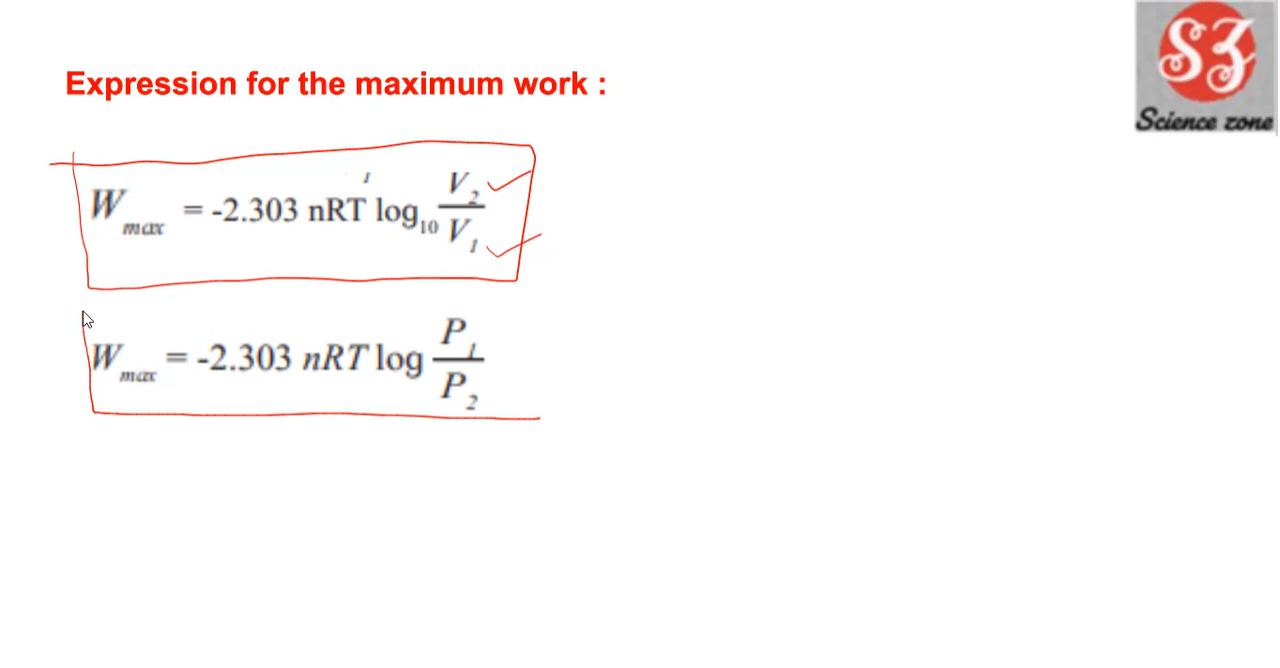 Expression for the maximum work :
SZ
Science zone
W_max = -2.303 nRT log_10 V_2/V_1
W_max = -2.303 nRT log P_1/P_2